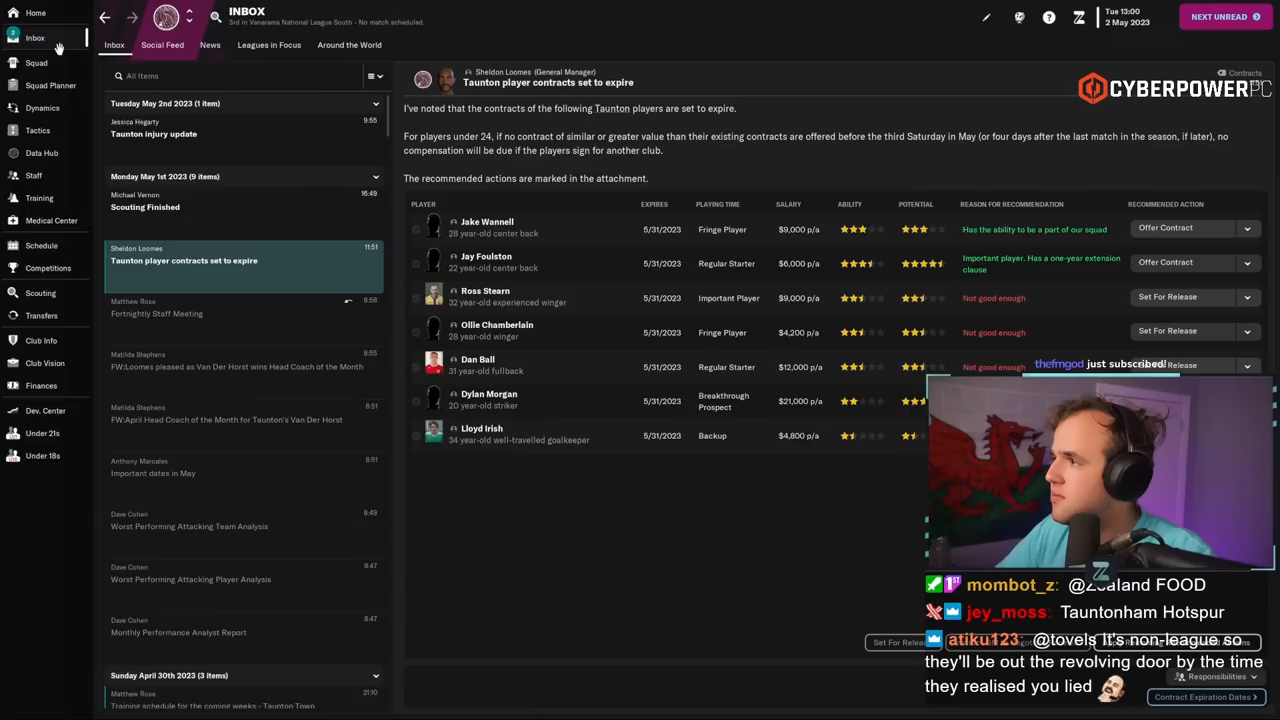 Home
Inbox
2
Squad
Squad Planner
Dynamics
Tactics
Data Hub
Staff
Training
Medical Center
Schedule
Competitions
Scouting
Transfers
Club Info
Club Vision
Finances
Dev. Center
Under 21s
Under 18s
INBOX
3rd in Vanarama National League South - No match scheduled.
Tue 13:00
2 May 2023
NEXT UNREAD
Inbox
Social Feed
News
Leagues in Focus
Around the World
All Items
Tuesday May 2nd 2023 (1 item)
Jessica Hegarty 9:55
Taunton injury update
Monday May 1st 2023 (9 items)
Michael Vernon 16:49
Scouting Finished
Sheldon Loomes 11:51
Taunton player contracts set to expire
Matthew Rose 8:58
Fortnightly Staff Meeting
Matilda Stephens 8:55
FW:Loomes pleased as Van Der Horst wins Head Coach of the Month
Matilda Stephens 8:51
FW:April Head Coach of the Month for Taunton's Van Der Horst
Anthony Maroales 8:51
Important dates in May
Dave Cohen 8:49
Worst Performing Attacking Team Analysis
Dave Cohen 8:47
Worst Performing Attacking Player Analysis
Dave Cohen 8:47
Monthly Performance Analyst Report
Sunday April 30th 2023 (3 items)
Matthew Rose 21:10
Training schedule for the coming weeks - Taunton Town
Sheldon Loomes (General Manager)
Taunton player contracts set to expire
Contracts
CYBERPOWERPC
I've noted that the contracts of the following Taunton players are set to expire.
For players under 24, if no contract of similar or greater value than their existing contracts are offered before the third Saturday in May (or four days after the last match in the season, if later), no
compensation will be due if the players sign for another club.
The recommended actions are marked in the attachment.
PLAYER EXPIRES PLAYING TIME SALARY ABILITY POTENTIAL REASON FOR RECOMMENDATION RECOMMENDED ACTION
Jake Wannell
28 year-old center back
5/31/2023 Fringe Player $9,000 p/a Has the ability to be a part of our squad Offer Contract
Jay Foulston
22 year-old center back
5/31/2023 Regular Starter $6,000 p/a Important player. Has a one-year extension
clause
Offer Contract
Ross Stearn
32 year-old experienced winger
5/31/2023 Important Player $9,000 p/a Not good enough Set For Release
Ollie Chamberlain
28 year-old winger
5/31/2023 Fringe Player $4,200 p/a Not good enough Set For Release
Dan Ball
31 year-old fullback
5/31/2023 Regular Starter $12,000 p/a Not good enough Release
thefmgod just subscribed!
Dylan Morgan
20 year-old striker
5/31/2023 Breakthrough
Prospect
$21,000 p/a
Lloyd Irish
34 year-old well-travelled goalkeeper
5/31/2023 Backup $4,800 p/a
mombot_z: @Zealand FOOD
jey_moss: Tauntonham Hotspur
atiku123: @tovels it's non-league so
they'll be out the revolving door by the time
they realised you lied
Set For Relea
Responsibilities
Contract Expiration Dates